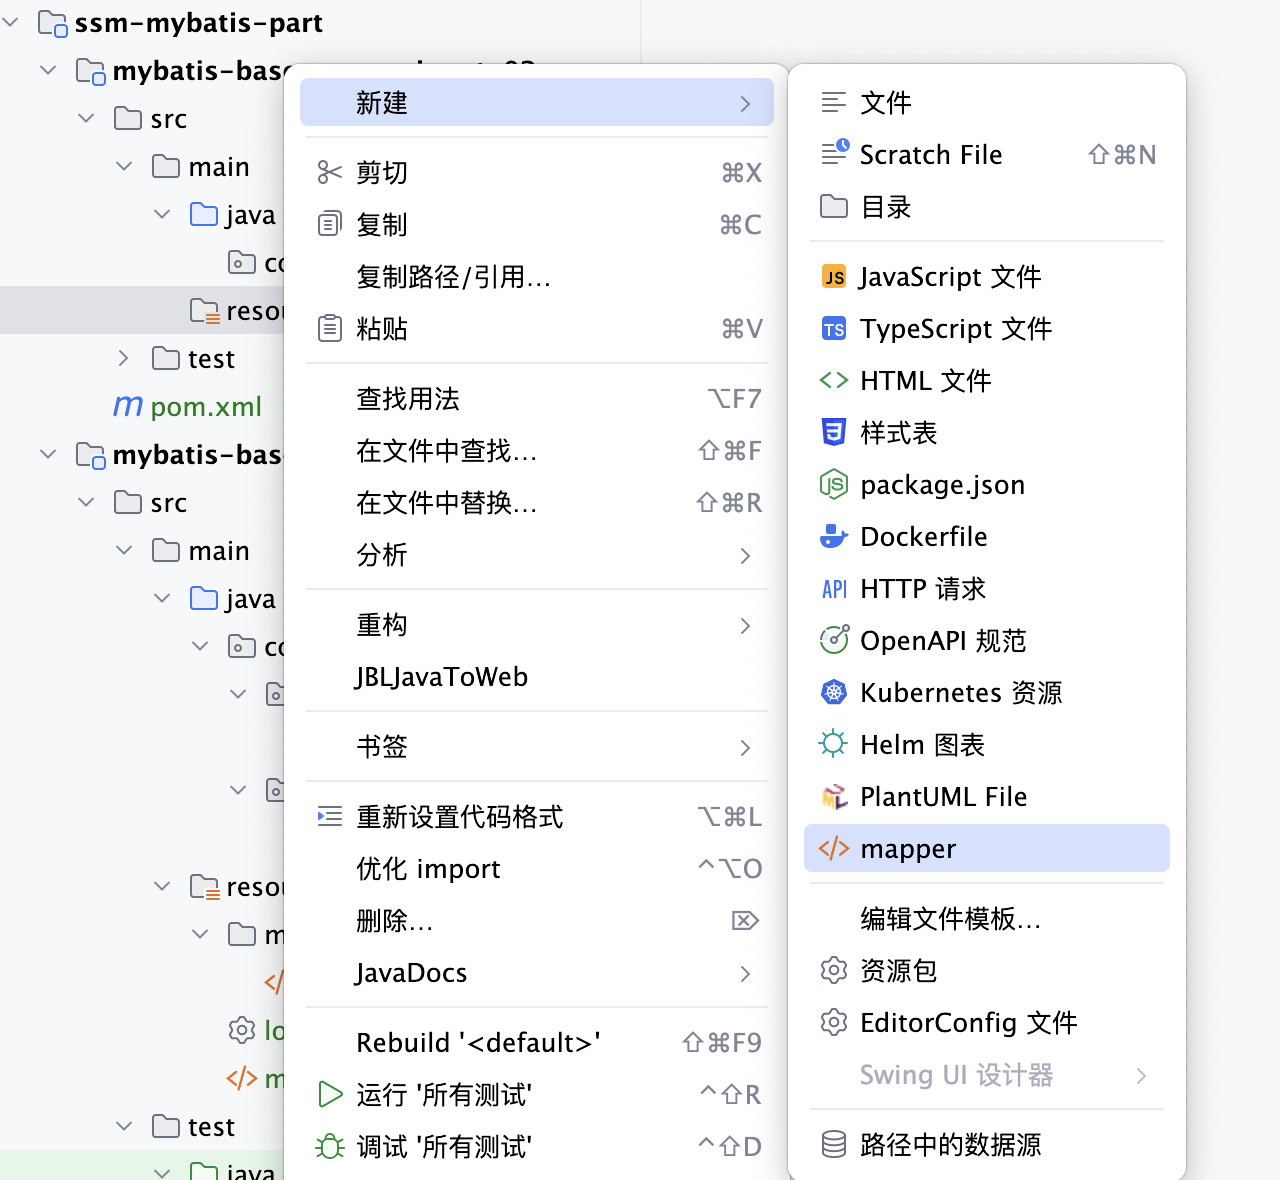 ssm-mybatis-part
mybatis-base
src
main
java
resou
test
pom.xml
mybatis-bas
src
main
java
resou
test
java
新建
剪切 ⌘X
复制 ⌘C
复制路径/引用...
粘贴 ⌘V
查找用法 ⌥F7
在文件中查找... ⇧⌘F
在文件中替换... ⇧⌘R
分析
重构
JBLJavaToWeb
书签
重新设置代码格式 ⌥⌘L
优化 import ^⌥O
删除... ⌦
JavaDocs
Rebuild '<default>' ⇧⌘F9
运行 '所有测试' ^⇧R
调试 '所有测试' ^⇧D
文件
Scratch File ⇧⌘N
目录
JS JavaScript 文件
TS TypeScript 文件
HTML 文件
样式表
package.json
Dockerfile
API HTTP 请求
OpenAPI 规范
Kubernetes 资源
Helm 图表
PlantUML File
mapper
编辑文件模板...
资源包
EditorConfig 文件
Swing UI 设计器
路径中的数据源